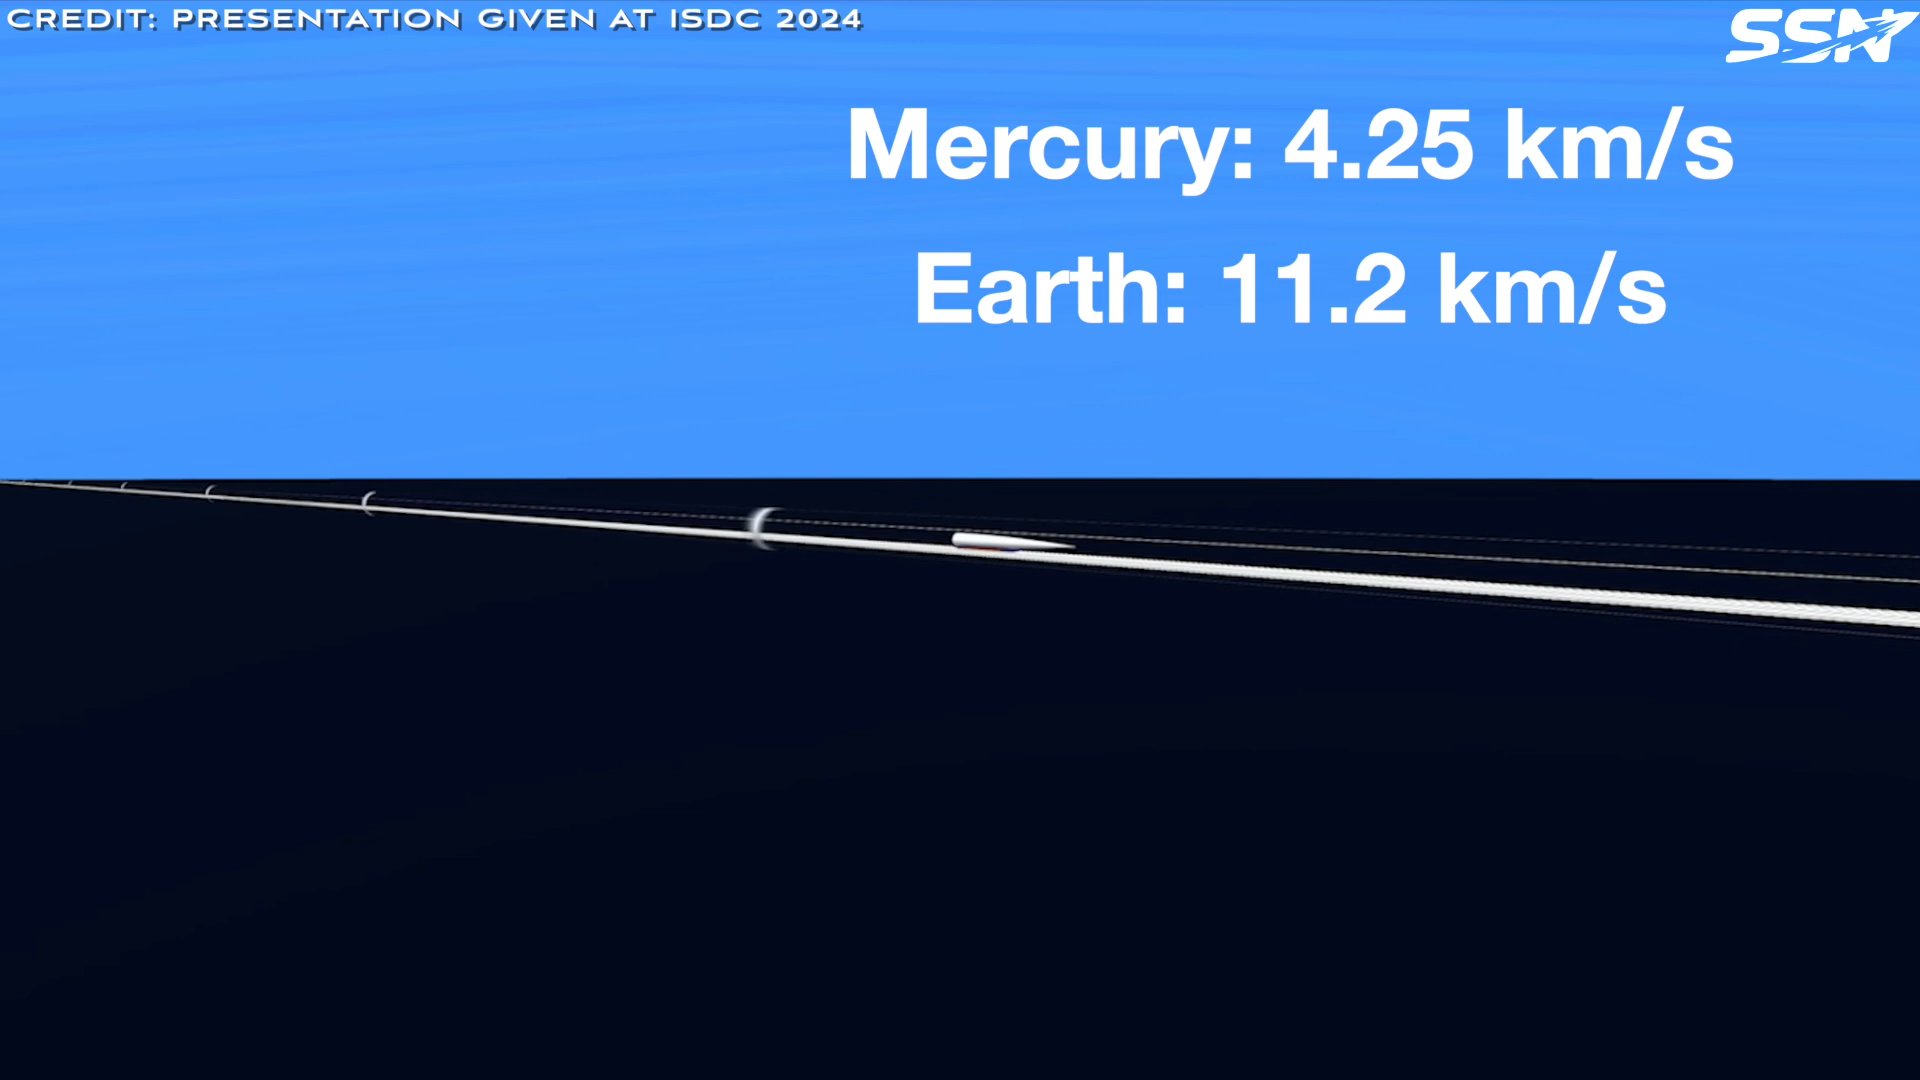 CREDIT: PRESENTATION GIVEN AT ISDC 2024
SSN
Mercury: 4.25 km/s
Earth: 11.2 km/s